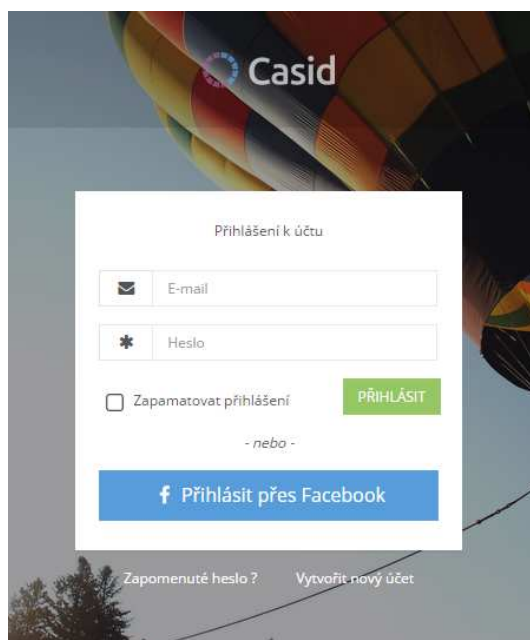 Casid
Přihlášení k účtu
E-mail
Heslo
Zapamatovat přihlášení
PŘIHLÁSIT
- nebo -
Přihlásit přes Facebook
Zapomenuté heslo ? Vytvořit nový účet